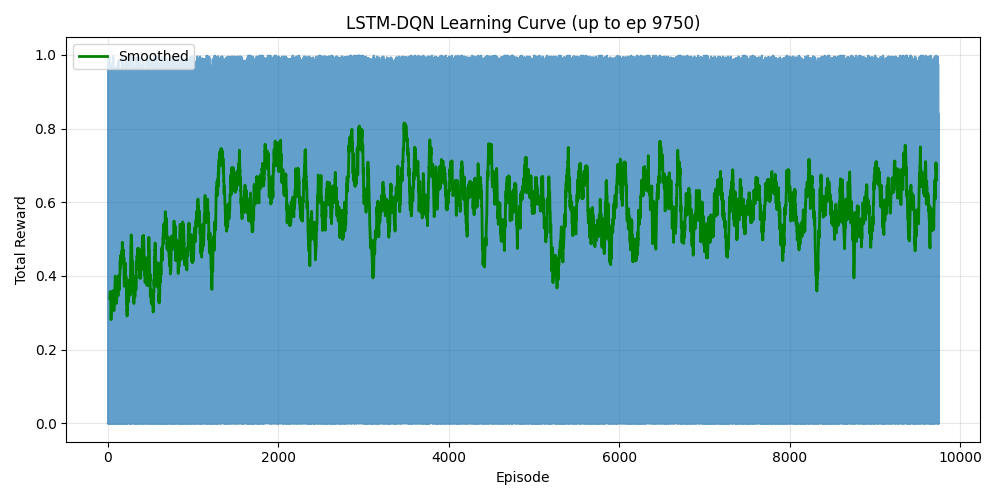 LSTM-DQN Learning Curve (up to ep 9750)
Smoothed
Total Reward
1.0
0.8
0.6
0.4
0.2
0.0
0 2000 4000 6000 8000 10000
Episode